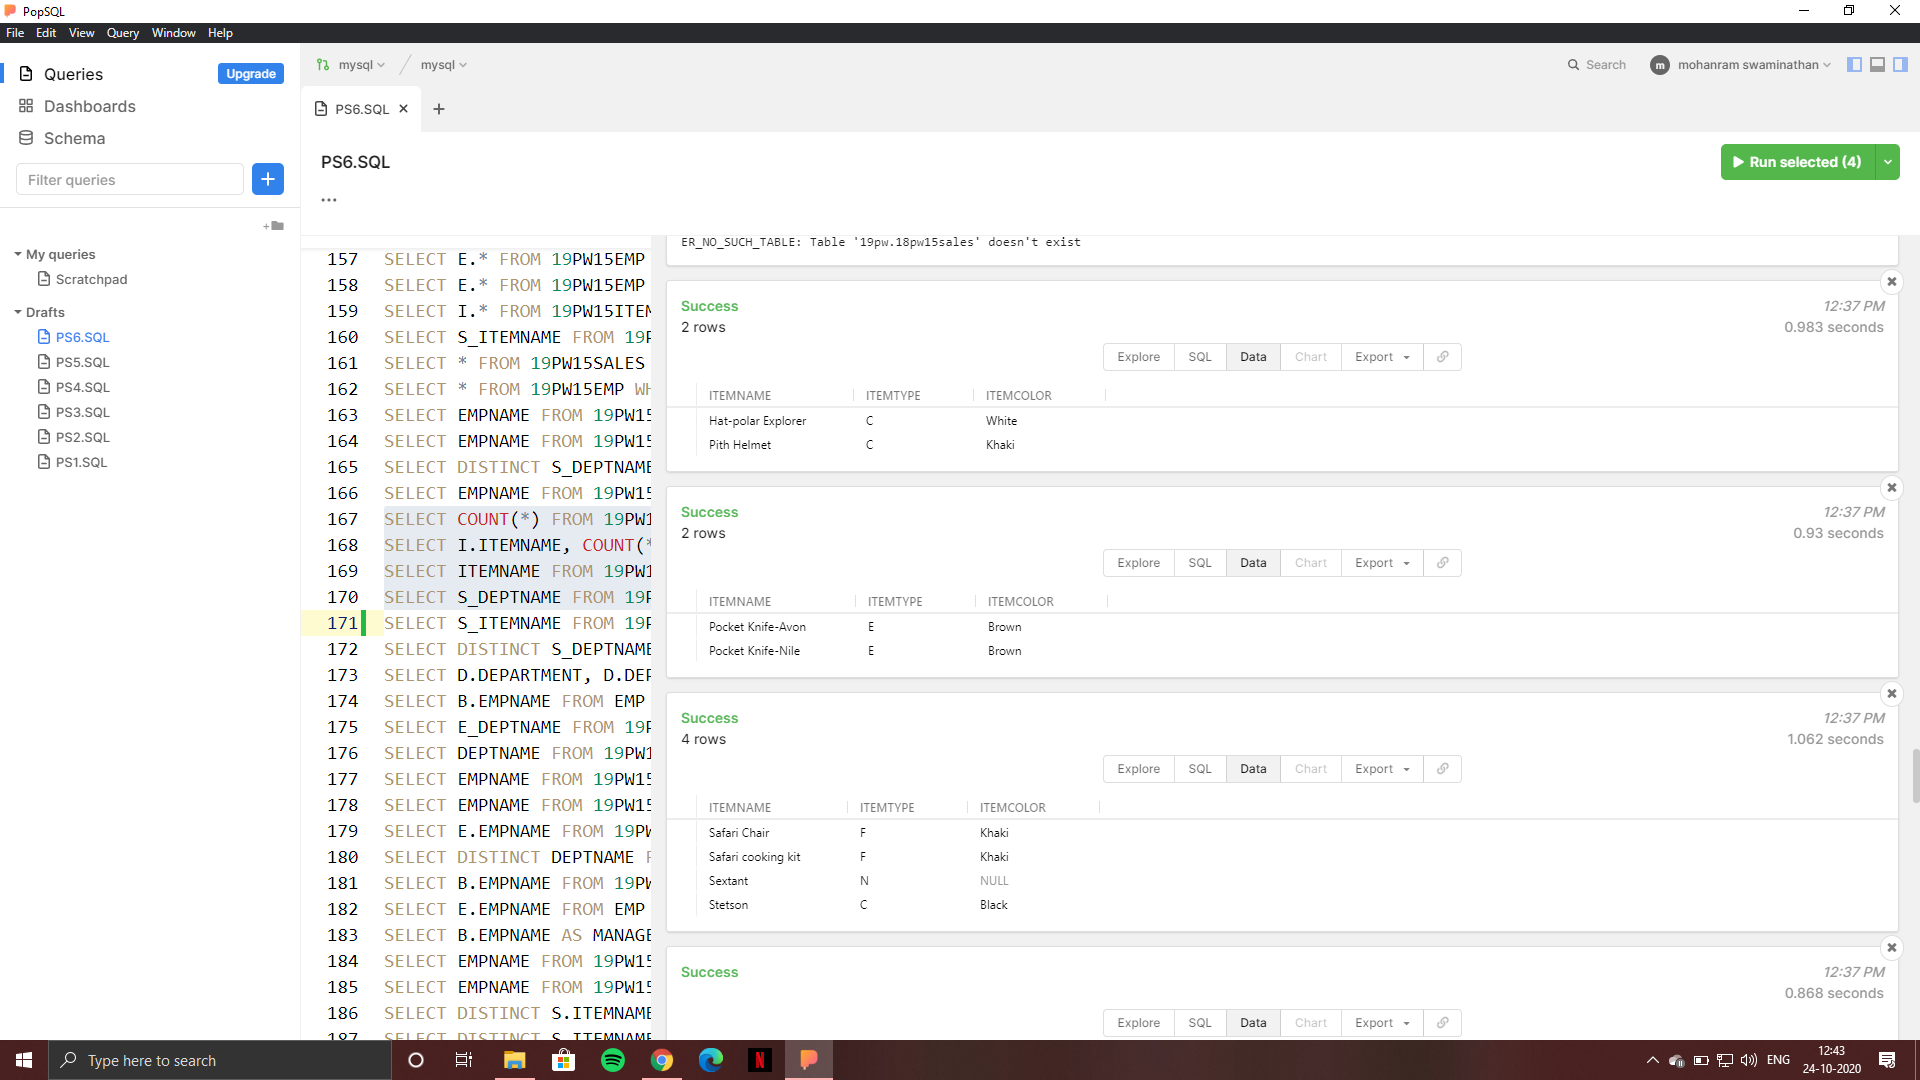 PopSQL
File Edit View Query Window Help
Queries
Upgrade
Dashboards
Schema
Filter queries
My queries
Scratchpad
Drafts
PS6.SQL
PS5.SQL
PS4.SQL
PS3.SQL
PS2.SQL
PS1.SQL
mysql mysql
Search
m mohanram swaminathan
PS6.SQL
PS6.SQL
Run selected (4)
...
157 SELECT E.* FROM 19PW15EMP
158 SELECT E.* FROM 19PW15EMP
159 SELECT I.* FROM 19PW15ITEM
160 SELECT S_ITEMNAME FROM 19P
161 SELECT * FROM 19PW15SALES
162 SELECT * FROM 19PW15EMP WH
163 SELECT EMPNAME FROM 19PW15
164 SELECT EMPNAME FROM 19PW15
165 SELECT DISTINCT S_DEPTNAME
166 SELECT EMPNAME FROM 19PW15
167 SELECT COUNT(*) FROM 19PW1
168 SELECT I.ITEMNAME, COUNT(*
169 SELECT ITEMNAME FROM 19PW1
170 SELECT S_DEPTNAME FROM 19P
171 SELECT S_ITEMNAME FROM 19P
172 SELECT DISTINCT S_DEPTNAME
173 SELECT D.DEPARTMENT, D.DEP
174 SELECT B.EMPNAME FROM EMP
175 SELECT E_DEPTNAME FROM 19P
176 SELECT DEPTNAME FROM 19PW1
177 SELECT EMPNAME FROM 19PW15
178 SELECT EMPNAME FROM 19PW15
179 SELECT E.EMPNAME FROM 19PW
180 SELECT DISTINCT DEPTNAME F
181 SELECT B.EMPNAME FROM 19PW
182 SELECT E.EMPNAME FROM EMP
183 SELECT B.EMPNAME AS MANAGE
184 SELECT EMPNAME FROM 19PW15
185 SELECT EMPNAME FROM 19PW15
186 SELECT DISTINCT S.ITEMNAME
187 SELECT DISTINCT S.ITEMNAME
ER_NO_SUCH_TABLE: Table '19pw.18pw15sales' doesn't exist
Success
12:37 PM
2 rows
0.983 seconds
Explore SQL Data Chart Export
ITEMNAME ITEMTYPE ITEMCOLOR
Hat-polar Explorer C White
Pith Helmet C Khaki
Success
12:37 PM
2 rows
0.93 seconds
Explore SQL Data Chart Export
ITEMNAME ITEMTYPE ITEMCOLOR
Pocket Knife-Avon E Brown
Pocket Knife-Nile E Brown
Success
12:37 PM
4 rows
1.062 seconds
Explore SQL Data Chart Export
ITEMNAME ITEMTYPE ITEMCOLOR
Safari Chair F Khaki
Safari cooking kit F Khaki
Sextant N NULL
Stetson C Black
Success
12:37 PM
0.868 seconds
Explore SQL Data Chart Export
Type here to search
ENG
12:43
24-10-2020